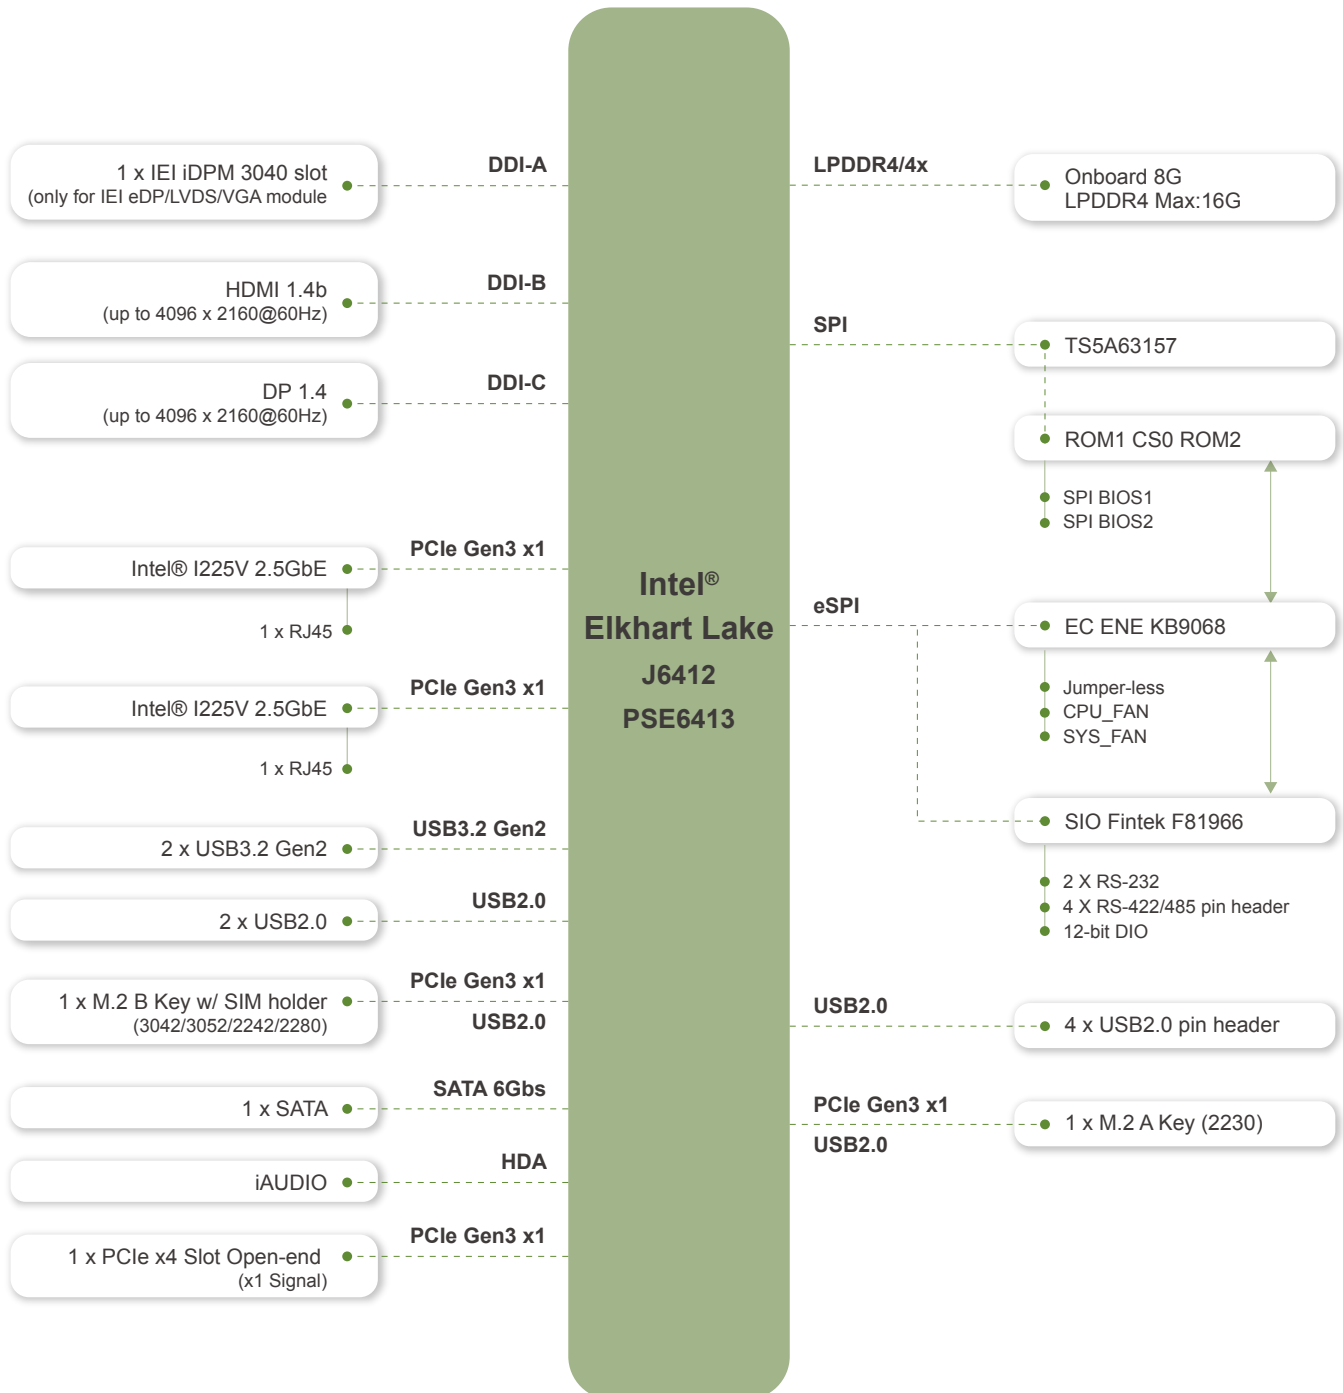 DDI-A
1 x IEI iDPM 3040 slot
(only for IEI eDP/LVDS/VGA module
DDI-B
HDMI 1.4b
(up to 4096 x 2160@60Hz)
DDI-C
DP 1.4
(up to 4096 x 2160@60Hz)
PCIe Gen3 x1
Intel® I225V 2.5GbE
1 x RJ45
PCIe Gen3 x1
Intel® I225V 2.5GbE
1 x RJ45
USB3.2 Gen2
2 x USB3.2 Gen2
USB2.0
2 x USB2.0
PCIe Gen3 x1
1 x M.2 B Key w/ SIM holder
(3042/3052/2242/2280)
USB2.0
SATA 6Gbs
1 x SATA
HDA
iAUDIO
PCIe Gen3 x1
1 x PCIe x4 Slot Open-end
(x1 Signal)
Intel®
Elkhart Lake
J6412
PSE6413
LPDDR4/4x
Onboard 8G
LPDDR4 Max:16G
SPI
TS5A63157
ROM1 CS0 ROM2
SPI BIOS1
SPI BIOS2
eSPI
EC ENE KB9068
Jumper-less
CPU_FAN
SYS_FAN
SIO Fintek F81966
2 X RS-232
4 X RS-422/485 pin header
12-bit DIO
USB2.0
4 x USB2.0 pin header
PCIe Gen3 x1
1 x M.2 A Key (2230)
USB2.0